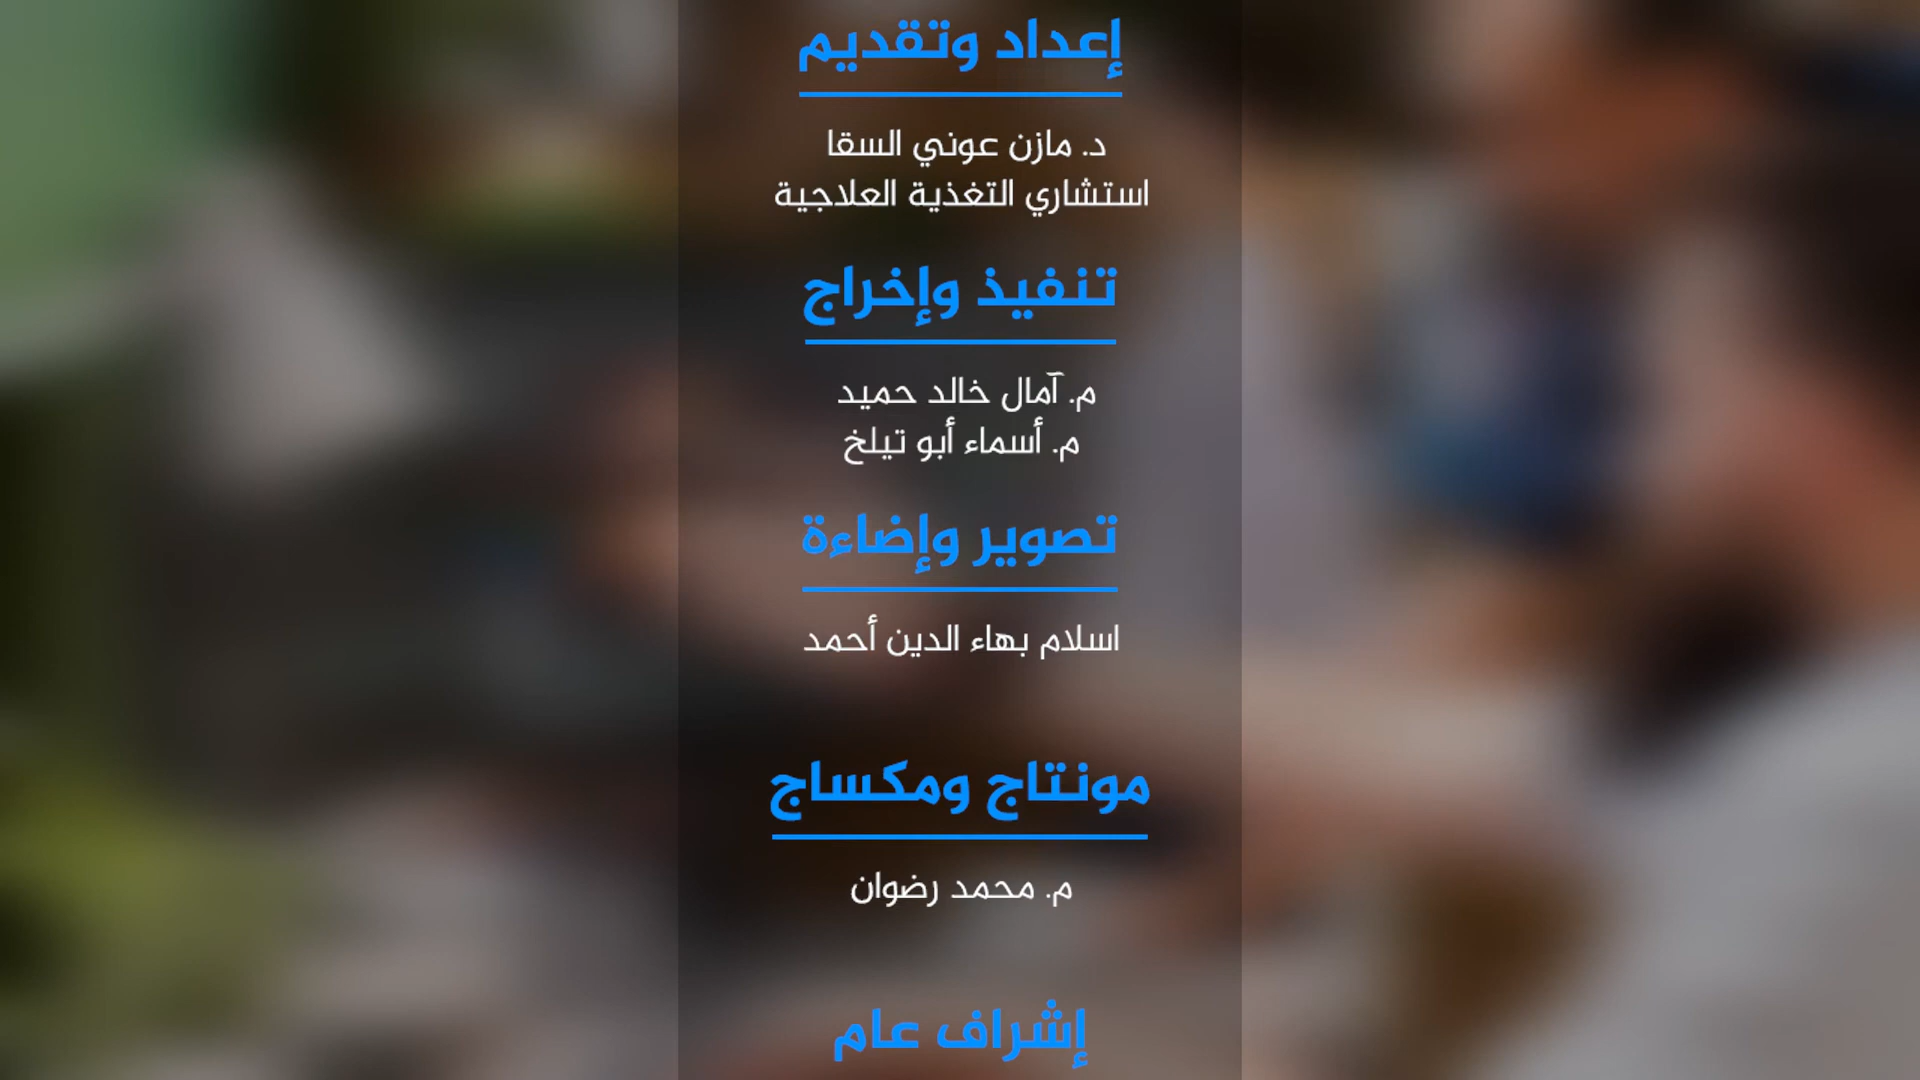 إعداد وتقديم
د. مازن عوني السقا
استشاري التغذية العلاجية
تنفيذ وإخراج
م. آمال خالد حميد
م. أسماء أبو تيلخ
تصوير وإضاءة
اسلام بهاء الدين أحمد
مونتاج ومكساج
م. محمد رضوان
إشراف عام